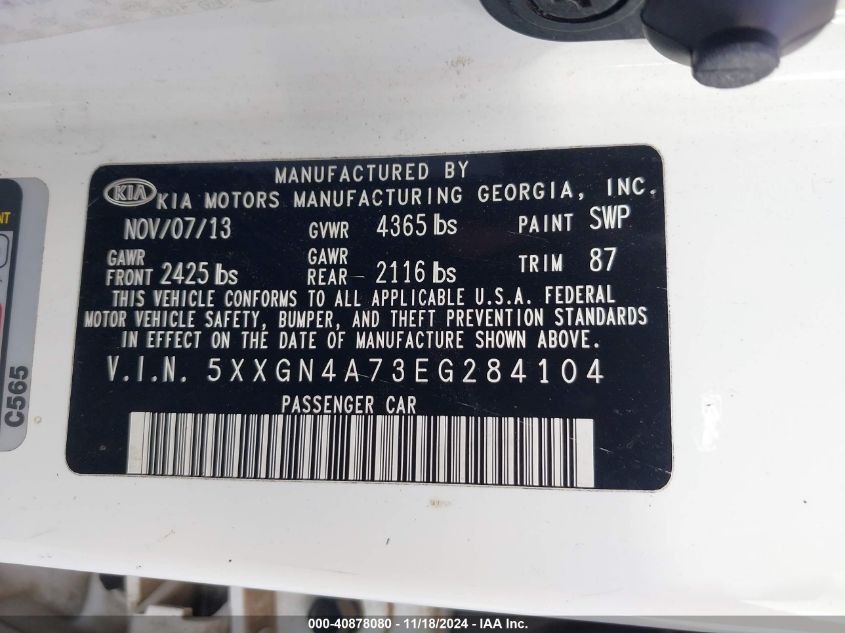 MANUFACTURED BY
KIA KIA MOTORS MANUFACTURING GEORGIA, INC.
NOV/07/13 GVWR 4365 lbs PAINT SWP
GAWR FRONT 2425 lbs GAWR REAR 2116 lbs TRIM 87
THIS VEHICLE CONFORMS TO ALL APPLICABLE U.S.A. FEDERAL
MOTOR VEHICLE SAFETY, BUMPER, AND THEFT PREVENTION STANDARDS
IN EFFECT ON THE DATE OF MANUFACTURE SHOWN ABOVE.
V.I.N. 5XXGN4A73EG284104
PASSENGER CAR
C565
000-40878080 - 11/18/2024 - IAA Inc.